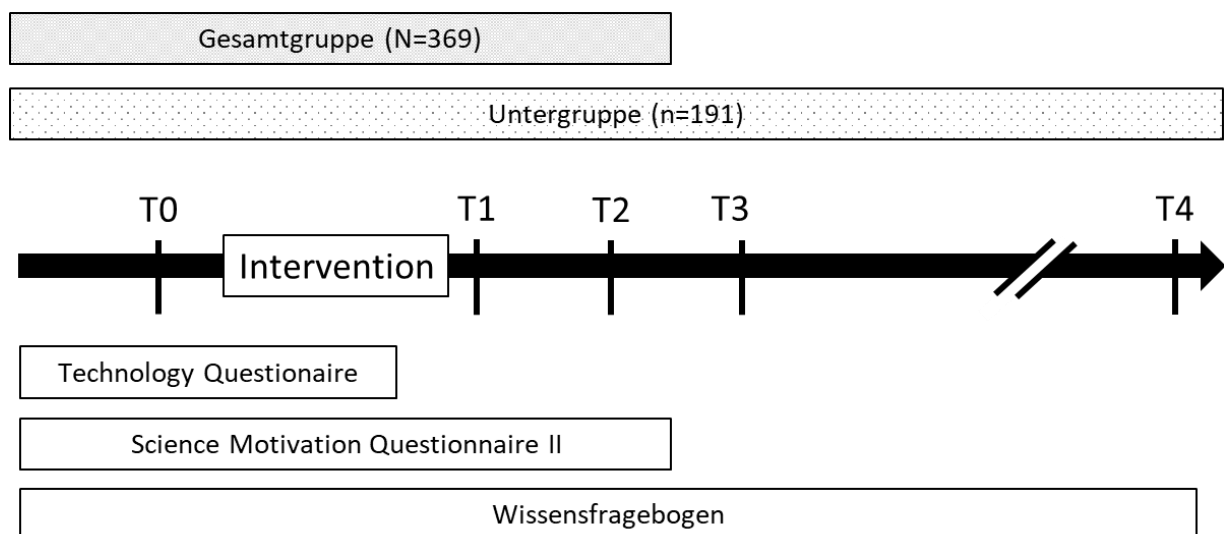 Gesamtgruppe (N=369)
Untergruppe (n=191)
T0 T1 T2 T3 T4
Intervention
Technology Questionaire
Science Motivation Questionnaire II
Wissensfragebogen